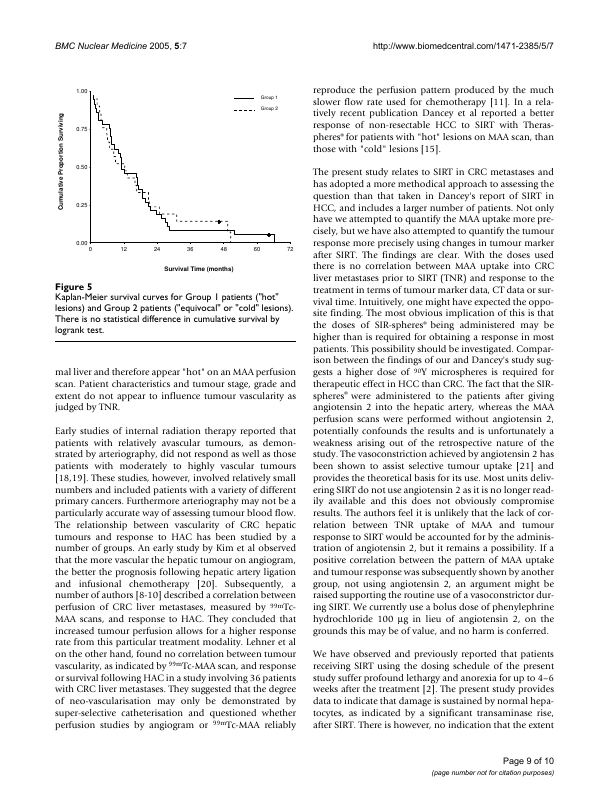 BMC Nuclear Medicine 2005, 5:7
http://www.biomedcentral.com/1471-2385/5/7
Cumulative Proportion Surviving
1.00
0.75
0.50
0.25
0.00
Group 1
Group 2
0 12 24 36 48 60 72
Survival Time (months)
Figure 5
Kaplan-Meier survival curves for Group 1 patients ("hot"
lesions) and Group 2 patients ("equivocal" or "cold" lesions).
There is no statistical difference in cumulative survival by
logrank test.
mal liver and therefore appear "hot" on an MAA perfusion
scan. Patient characteristics and tumour stage, grade and
extent do not appear to influence tumour vascularity as
judged by TNR.
Early studies of internal radiation therapy reported that
patients with relatively avascular tumours, as demon-
strated by arteriography, did not respond as well as those
patients with moderately to highly vascular tumours
[18,19]. These studies, however, involved relatively small
numbers and included patients with a variety of different
primary cancers. Furthermore arteriography may not be a
particularly accurate way of assessing tumour blood flow.
The relationship between vascularity of CRC hepatic
tumours and response to HAC has been studied by a
number of groups. An early study by Kim et al observed
that the more vascular the hepatic tumour on angiogram,
the better the prognosis following hepatic artery ligation
and infusional chemotherapy [20]. Subsequently, a
number of authors [8-10] described a correlation between
perfusion of CRC liver metastases, measured by ⁹⁹ᵐTc-
MAA scans, and response to HAC. They concluded that
increased tumour perfusion allows for a higher response
rate from this particular treatment modality. Lehner et al
on the other hand, found no correlation between tumour
vascularity, as indicated by ⁹⁹ᵐTc-MAA scan, and response
or survival following HAC in a study involving 36 patients
with CRC liver metastases. They suggested that the degree
of neo-vascularisation may only be demonstrated by
super-selective catheterisation and questioned whether
perfusion studies by angiogram or ⁹⁹ᵐTc-MAA reliably
reproduce the perfusion pattern produced by the much
slower flow rate used for chemotherapy [11]. In a rela-
tively recent publication Dancey et al reported a better
response of non-resectable HCC to SIRT with Theras-
pheres® for patients with "hot" lesions on MAA scan, than
those with "cold" lesions [15].
The present study relates to SIRT in CRC metastases and
has adopted a more methodical approach to assessing the
question than that taken in Dancey's report of SIRT in
HCC, and includes a larger number of patients. Not only
have we attempted to quantify the MAA uptake more pre-
cisely, but we have also attempted to quantify the tumour
response more precisely using changes in tumour marker
after SIRT. The findings are clear. With the doses used
there is no correlation between MAA uptake into CRC
liver metastases prior to SIRT (TNR) and response to the
treatment in terms of tumour marker data, CT data or sur-
vival time. Intuitively, one might have expected the oppo-
site finding. The most obvious implication of this is that
the doses of SIR-spheres® being administered may be
higher than is required for obtaining a response in most
patients. This possibility should be investigated. Compar-
ison between the findings of our and Dancey's study sug-
gests a higher dose of ⁹⁰Y microspheres is required for
therapeutic effect in HCC than CRC. The fact that the SIR-
spheres® were administered to the patients after giving
angiotensin 2 into the hepatic artery, whereas the MAA
perfusion scans were performed without angiotensin 2,
potentially confounds the results and is unfortunately a
weakness arising out of the retrospective nature of the
study. The vasoconstriction achieved by angiotensin 2 has
been shown to assist selective tumour uptake [21] and
provides the theoretical basis for its use. Most units deliv-
ering SIRT do not use angiotensin 2 as it is no longer read-
ily available and this does not obviously compromise
results. The authors feel it is unlikely that the lack of cor-
relation between TNR uptake of MAA and tumour
response to SIRT would be accounted for by the adminis-
tration of angiotensin 2, but it remains a possibility. If a
positive correlation between the pattern of MAA uptake
and tumour response was subsequently shown by another
group, not using angiotensin 2, an argument might be
raised supporting the routine use of a vasoconstrictor dur-
ing SIRT. We currently use a bolus dose of phenylephrine
hydrochloride 100 μg in lieu of angiotensin 2, on the
grounds this may be of value, and no harm is conferred.
We have observed and previously reported that patients
receiving SIRT using the dosing schedule of the present
study suffer profound lethargy and anorexia for up to 4–6
weeks after the treatment [2]. The present study provides
data to indicate that damage is sustained by normal hepa-
tocytes, as indicated by a significant transaminase rise,
after SIRT. There is however, no indication that the extent
Page 9 of 10
(page number not for citation purposes)